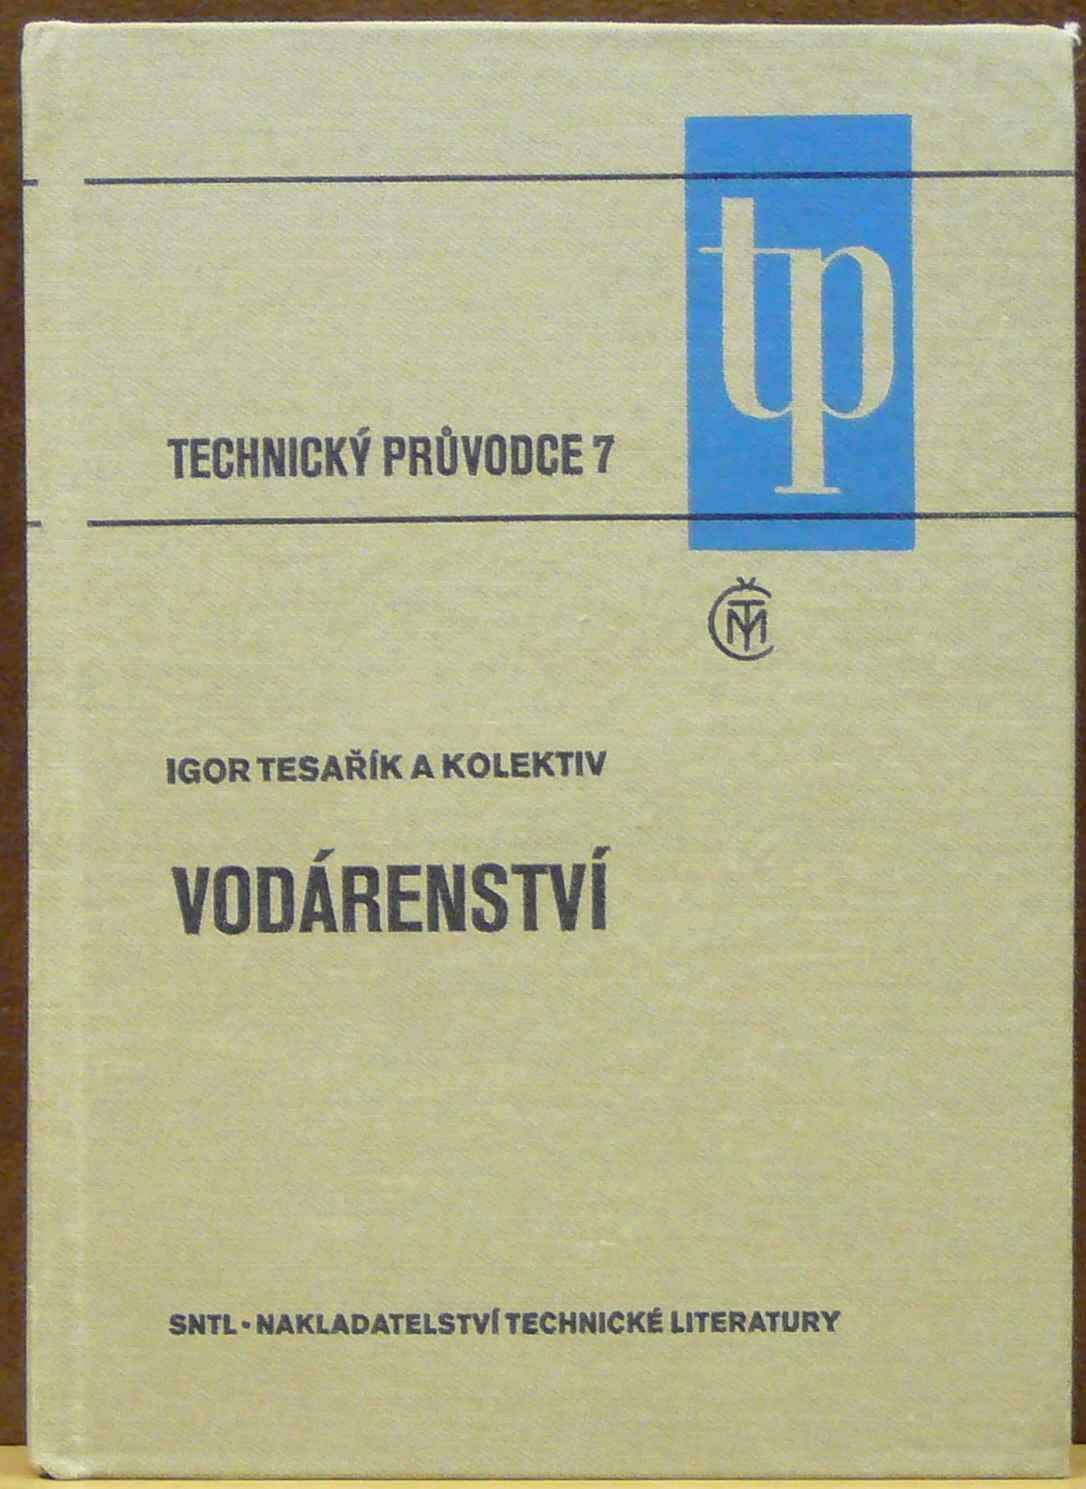 tp
TECHNICKÝ PRŮVODCE 7
ČMT
IGOR TESAŘÍK A KOLEKTIV
VODÁRENSTVÍ
SNTL • NAKLADATELSTVÍ TECHNICKÉ LITERATURY